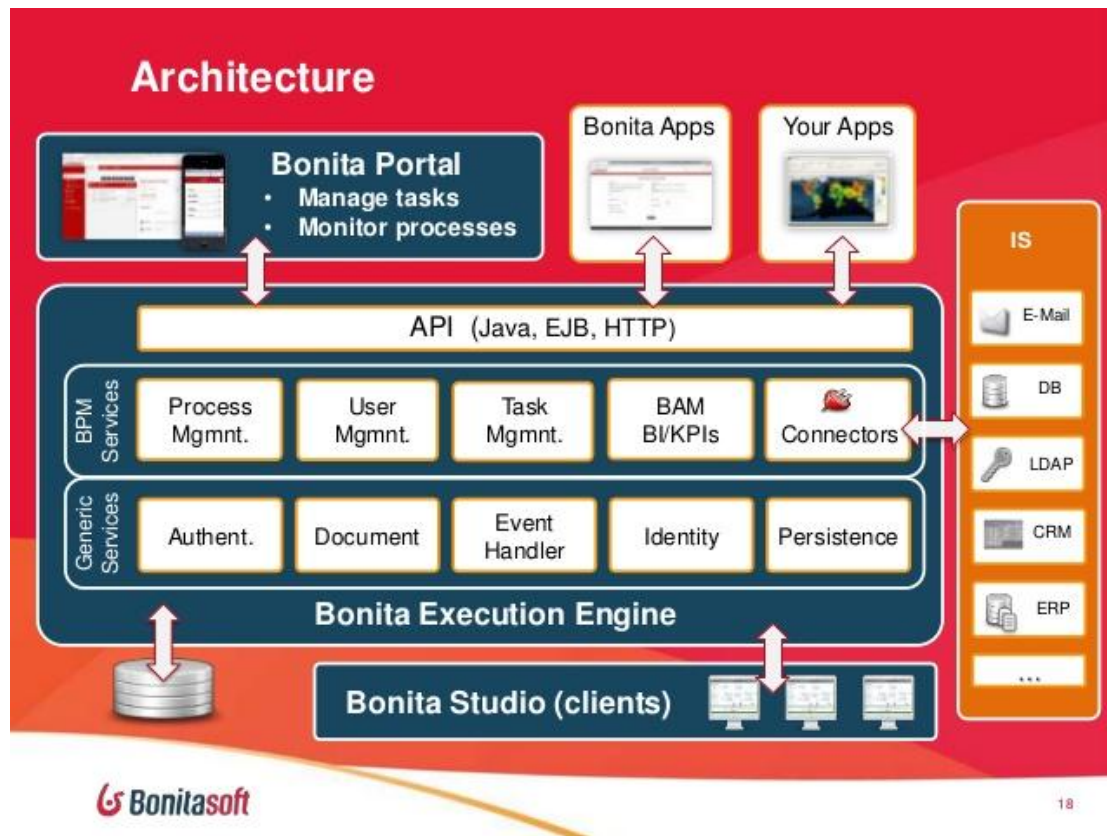 Architecture
Bonita Portal
• Manage tasks
• Monitor processes
Bonita Apps
Your Apps
IS
E-Mail
DB
LDAP
CRM
ERP
...
API (Java, EJB, HTTP)
BPM
Services
Process
Mgmnt.
User
Mgmnt.
Task
Mgmnt.
BAM
BI/KPIs
Connectors
Generic
Services
Authent.
Document
Event
Handler
Identity
Persistence
Bonita Execution Engine
Bonita Studio (clients)
Bonitasoft
18